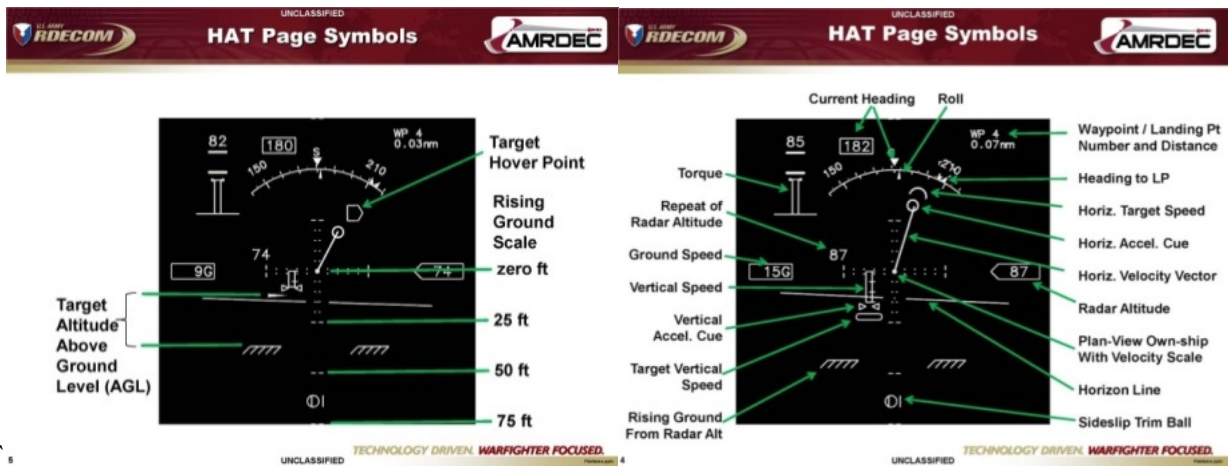 UNCLASSIFIED
U.S. ARMY
RDECOM
HAT Page Symbols
AMRDEC
82
180
WP 4
0.03nm
150
S
210
74
9G
74
Target
Hover Point
Rising
Ground
Scale
zero ft
25 ft
50 ft
75 ft
Target
Altitude
Above
Ground
Level (AGL)
TECHNOLOGY DRIVEN. WARFIGHTER FOCUSED.
5
UNCLASSIFIED
UNCLASSIFIED
U.S. ARMY
RDECOM
HAT Page Symbols
AMRDEC
Current Heading
Roll
85
182
WP 4
0.07nm
150
210
87
15G
87
Torque
Repeat of
Radar Altitude
Ground Speed
Vertical Speed
Vertical
Accel. Cue
Target Vertical
Speed
Rising Ground
From Radar Alt
Waypoint / Landing Pt
Number and Distance
Heading to LP
Horiz. Target Speed
Horiz. Accel. Cue
Horiz. Velocity Vector
Radar Altitude
Plan-View Own-ship
With Velocity Scale
Horizon Line
Sideslip Trim Ball
TECHNOLOGY DRIVEN. WARFIGHTER FOCUSED.
4
UNCLASSIFIED